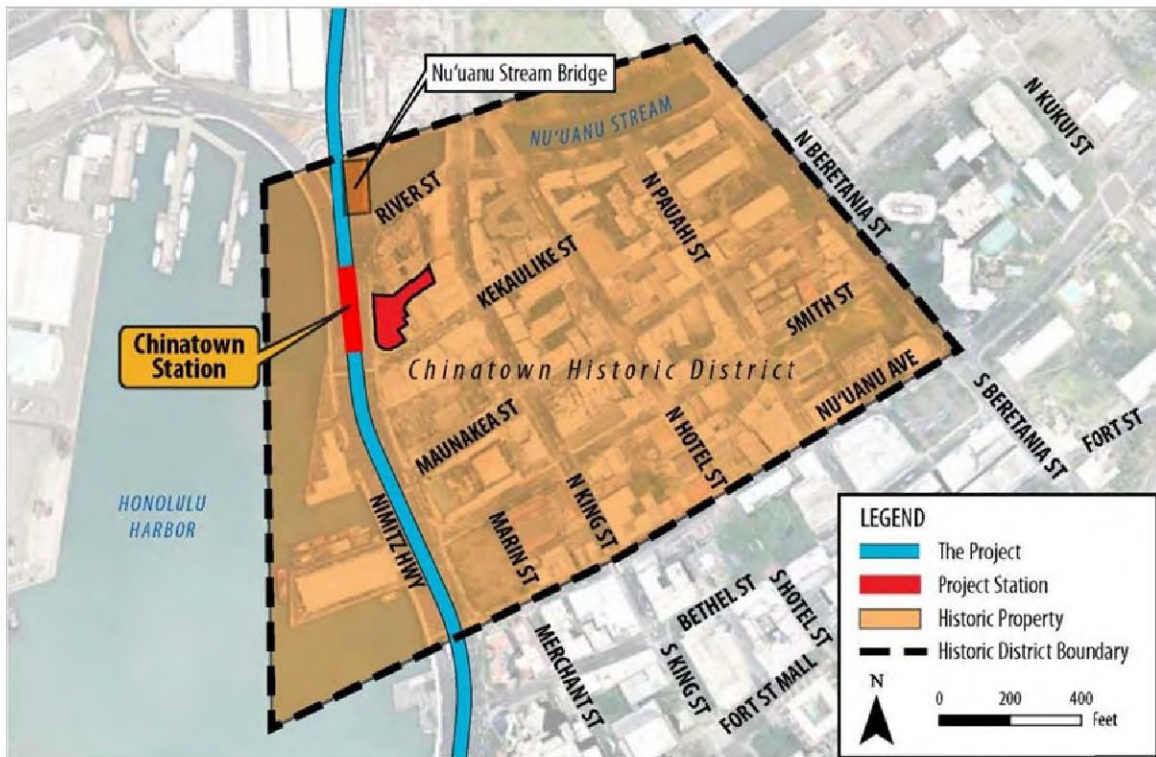 Nu'uanu Stream Bridge
NU'UANU STREAM
N KUKUI ST
N BERETANIA ST
RIVER ST
N PAUAHI ST
KEKAULIKE ST
SMITH ST
Chinatown
Station
Chinatown Historic District
NU'UANU AVE
S BERETANIA ST
FORT ST
MAUNAKEA ST
N HOTEL ST
N KING ST
HONOLULU
HARBOR
NIMITZ HWY
MARIN ST
BETHEL ST
S HOTEL ST
MERCHANT ST
S KING ST
FORT ST MALL
LEGEND
The Project
Project Station
Historic Property
Historic District Boundary
N
0 200 400
Feet